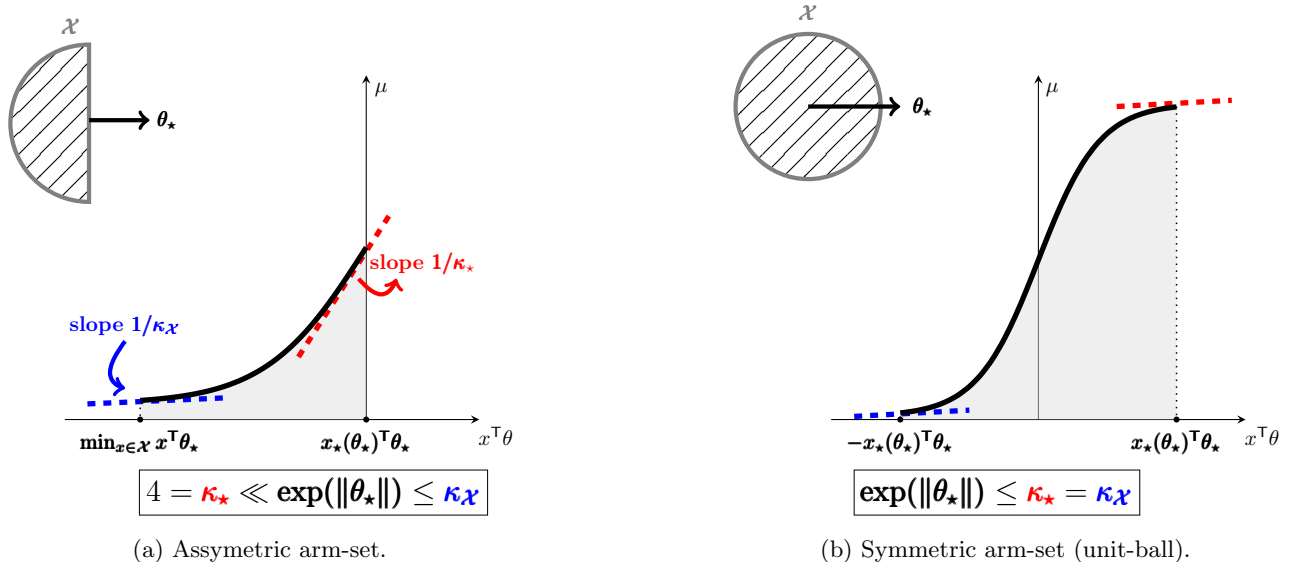 𝒳
θ⋆
μ
slope 1/κ⋆
slope 1/κ𝒳
min x∈𝒳 xᵀθ⋆
x⋆(θ⋆)ᵀθ⋆
xᵀθ
4 = κ⋆ ≪ exp(‖θ⋆‖) ≤ κ𝒳
(a) Assymetric arm-set.
𝒳
θ⋆
μ
−x⋆(θ⋆)ᵀθ⋆
x⋆(θ⋆)ᵀθ⋆
xᵀθ
exp(‖θ⋆‖) ≤ κ⋆ = κ𝒳
(b) Symmetric arm-set (unit-ball).